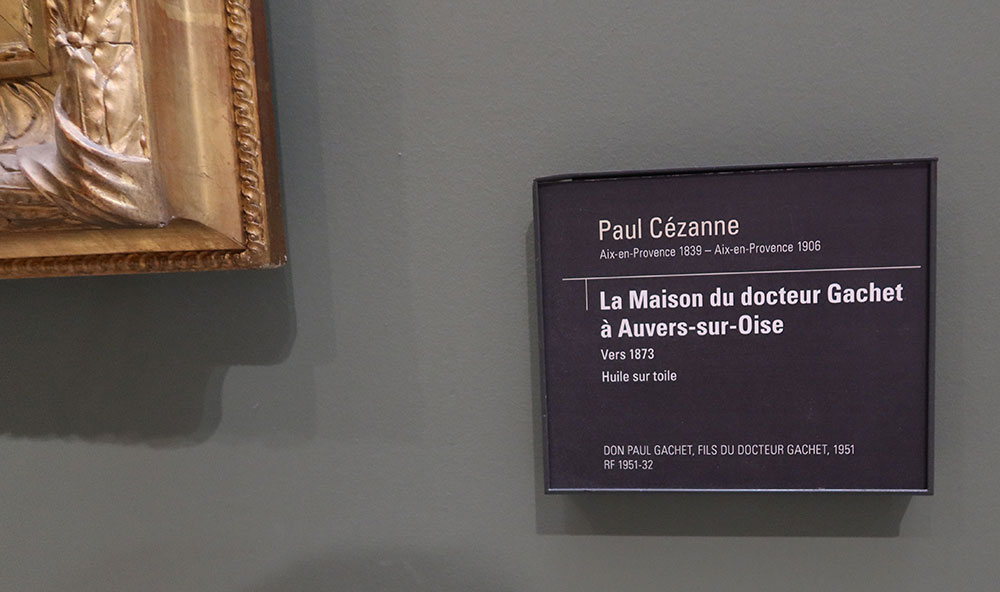 Paul Cézanne
Aix-en-Provence 1839 – Aix-en-Provence 1906
La Maison du docteur Gachet
à Auvers-sur-Oise
Vers 1873
Huile sur toile
DON PAUL GACHET, FILS DU DOCTEUR GACHET, 1951
RF 1951-32